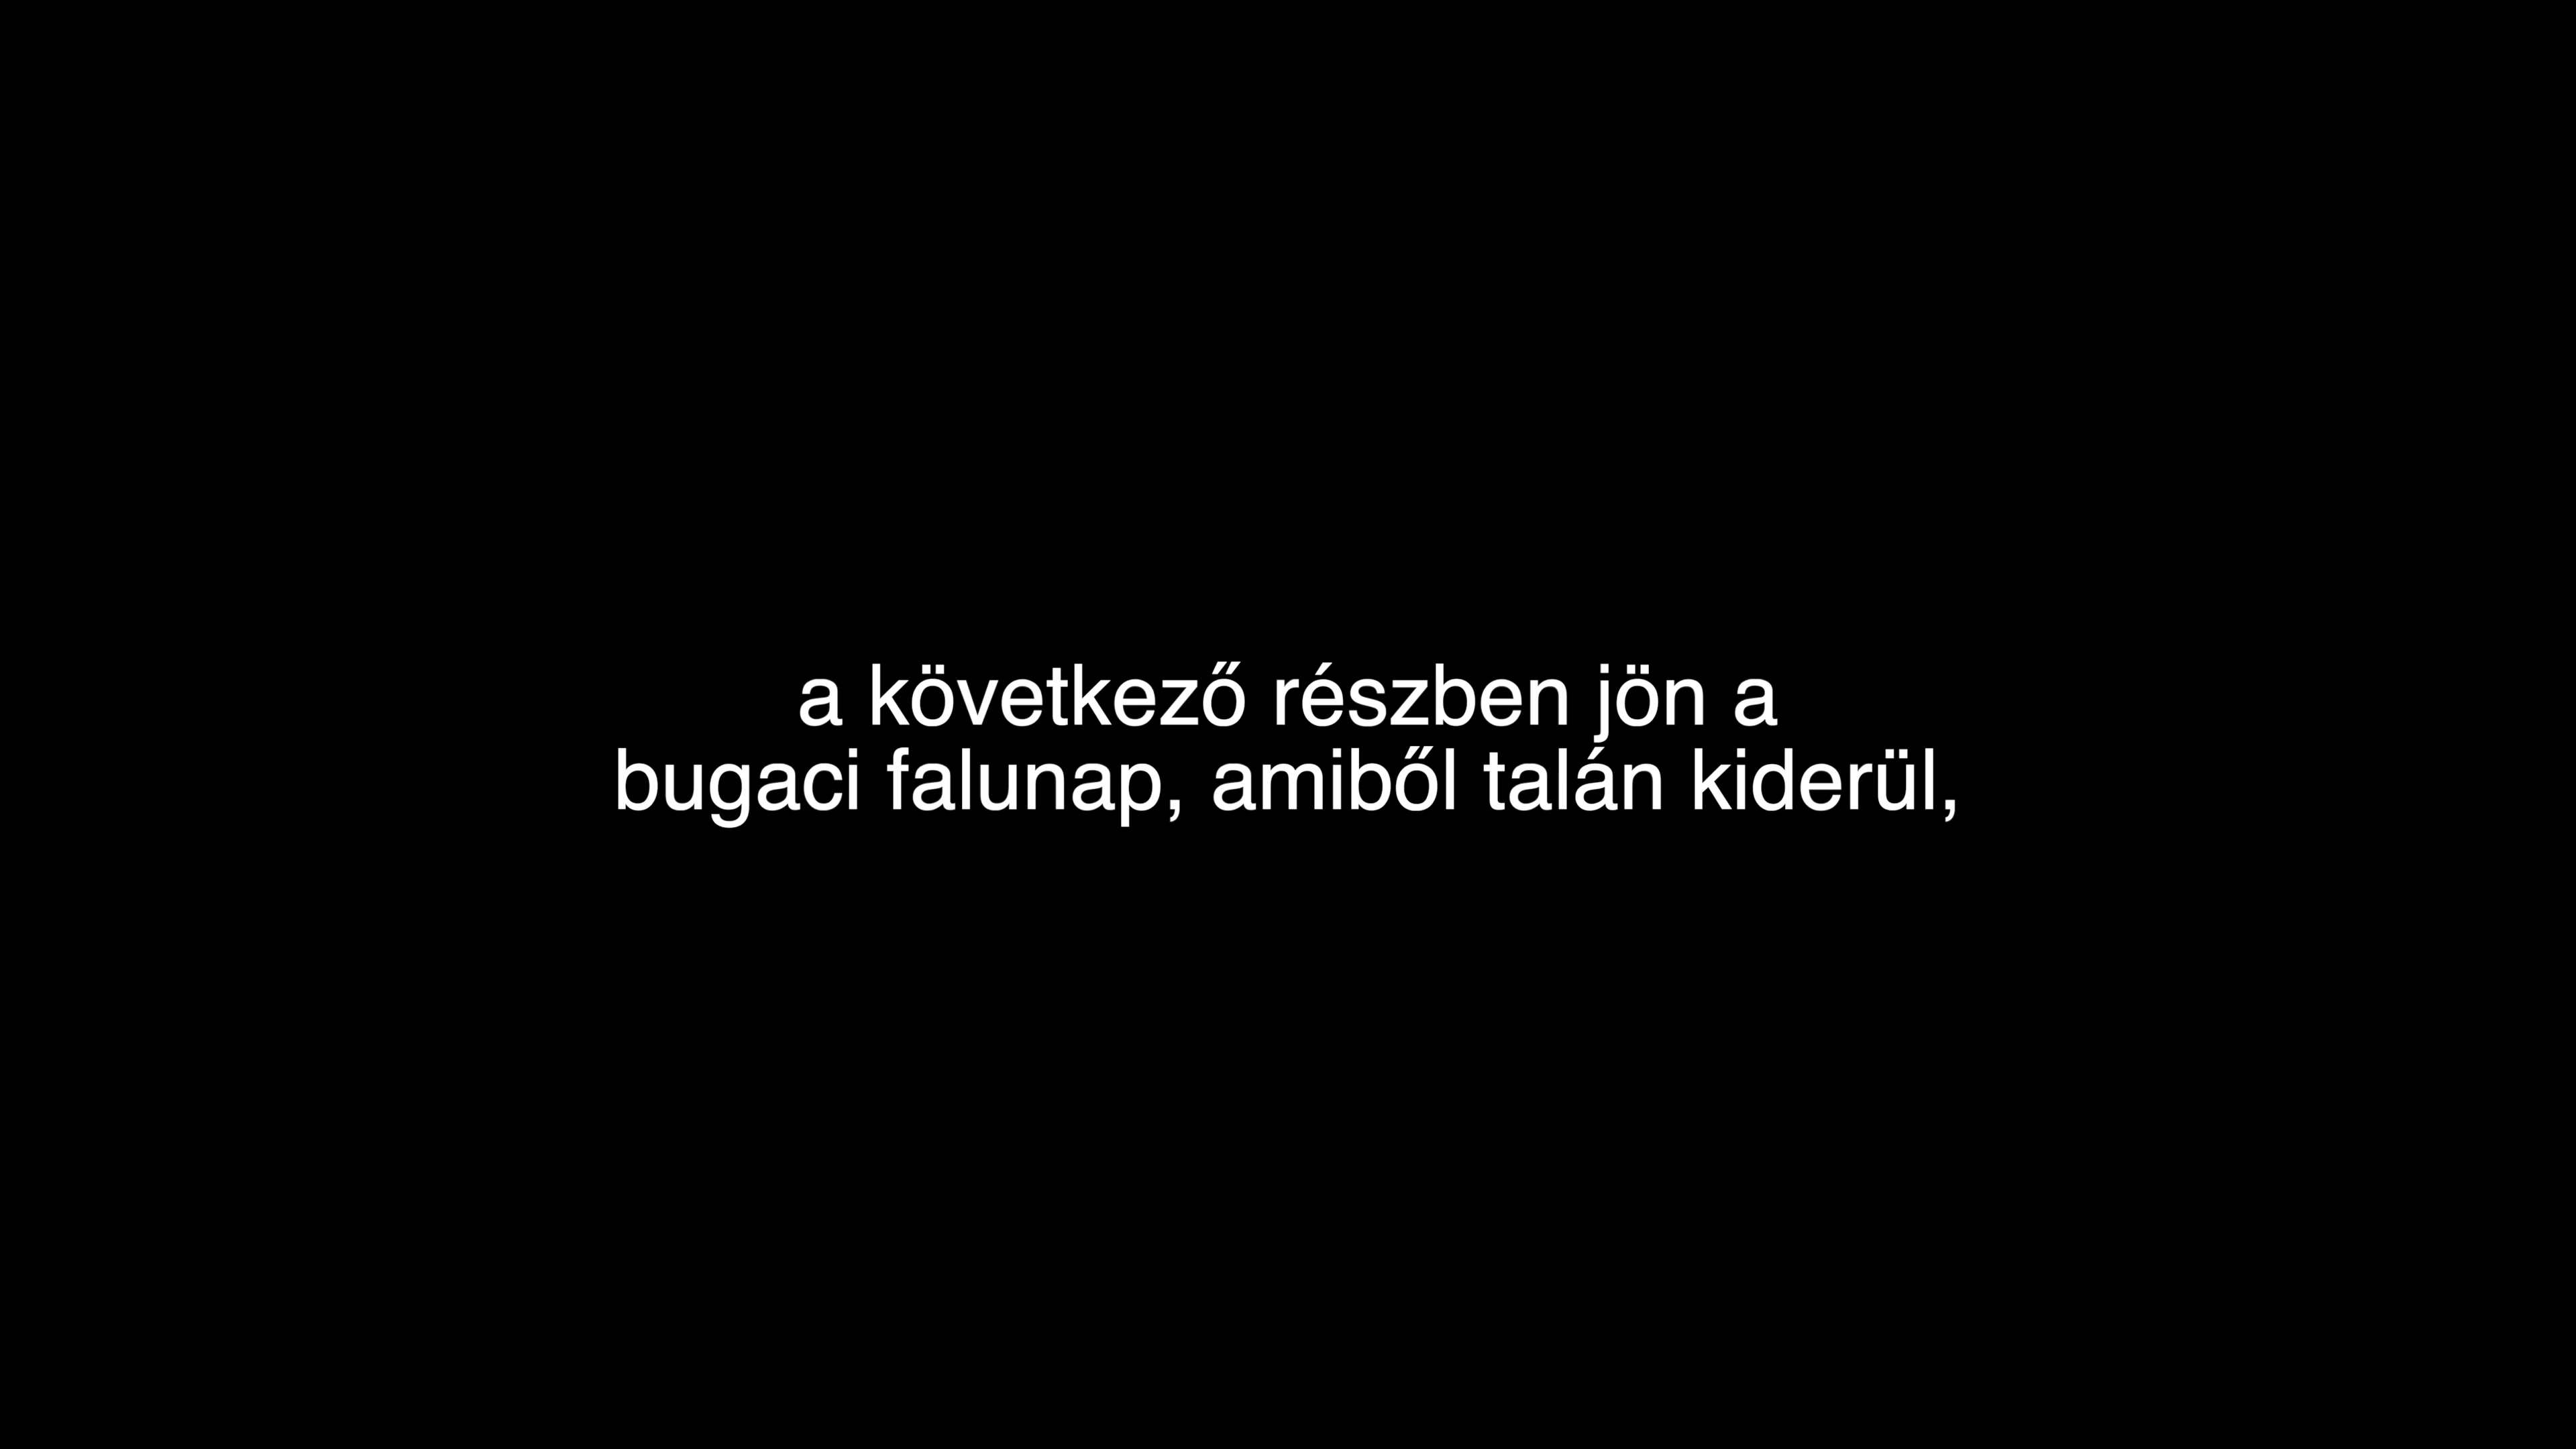 a következő részben jön a
bugaci falunap, amiből talán kiderül,